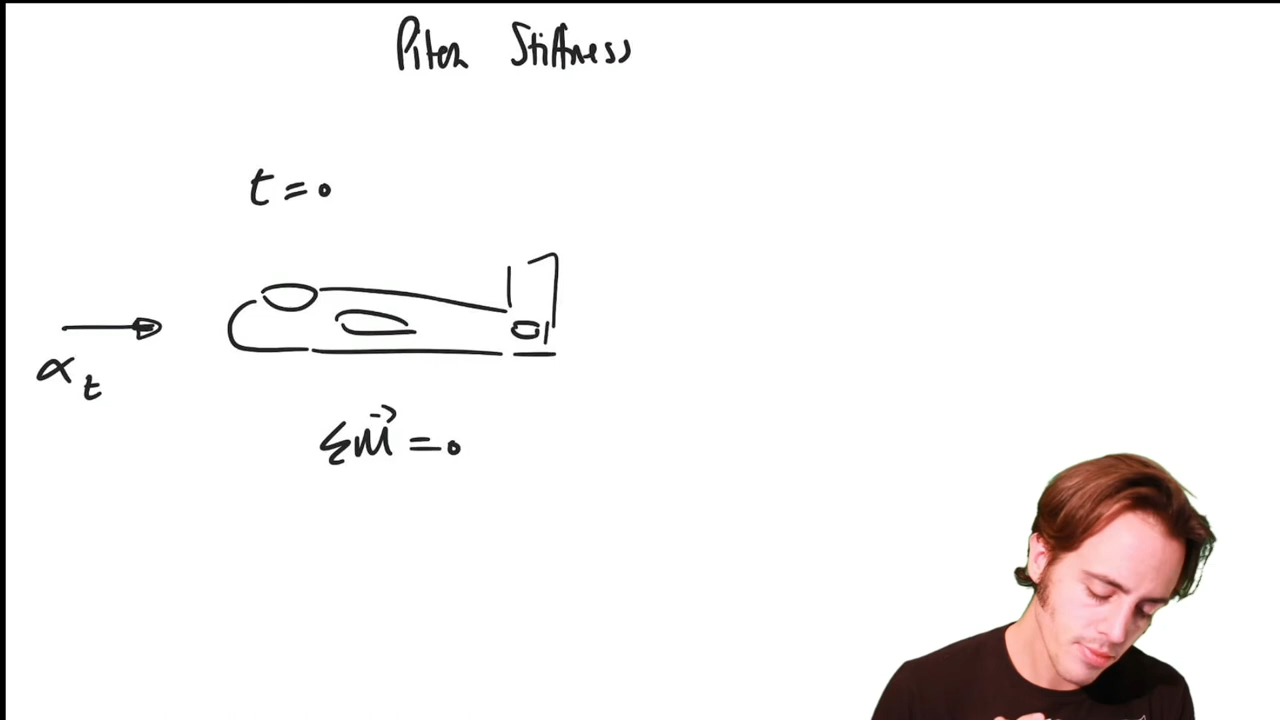 Pitch Stiffness
t = 0
α_t
ΣM⃗ = 0